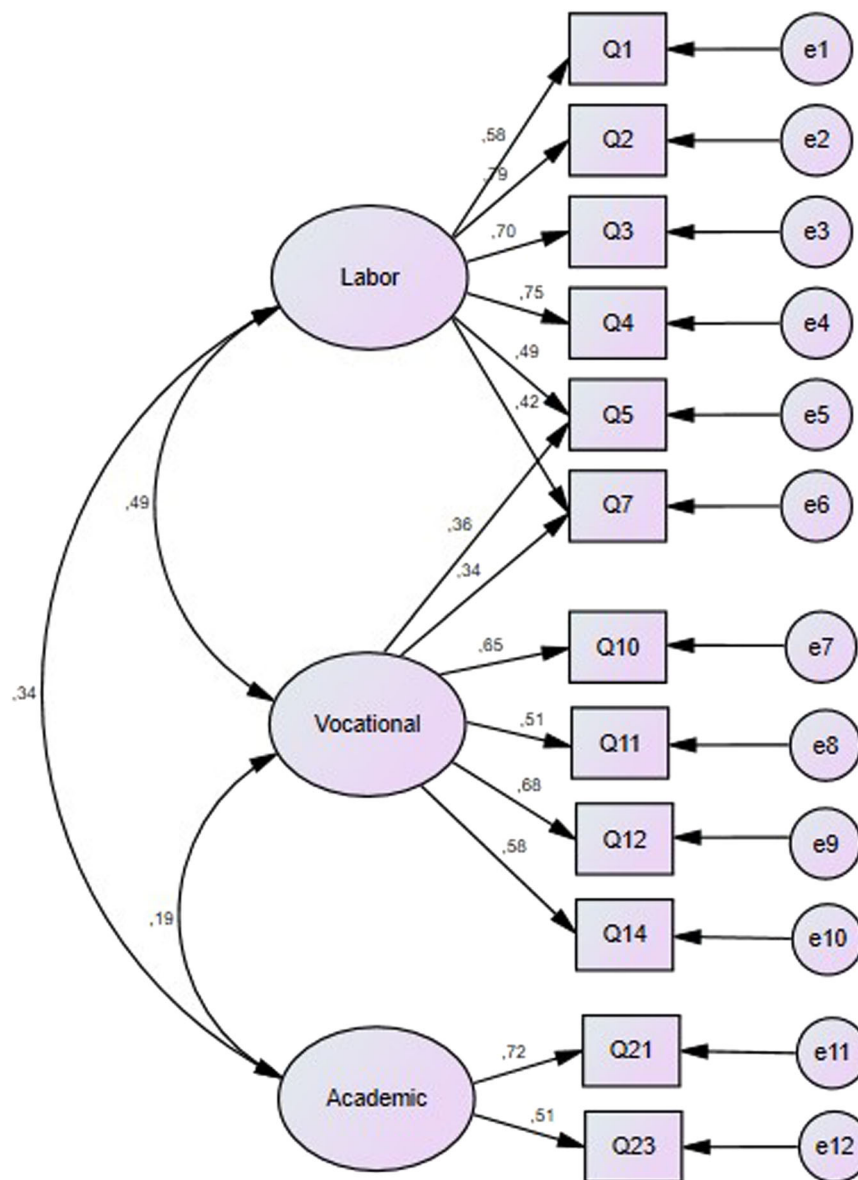 Q1 e1
,58
Q2 e2
,79
Q3 e3
,70
Labor
,75
Q4 e4
,49
,42
Q5 e5
Q7 e6
,49
,36
,34
,65
Q10 e7
,34
Vocational
,51
Q11 e8
,68
Q12 e9
,58
Q14 e10
,19
,72
Q21 e11
Academic
,51
Q23 e12